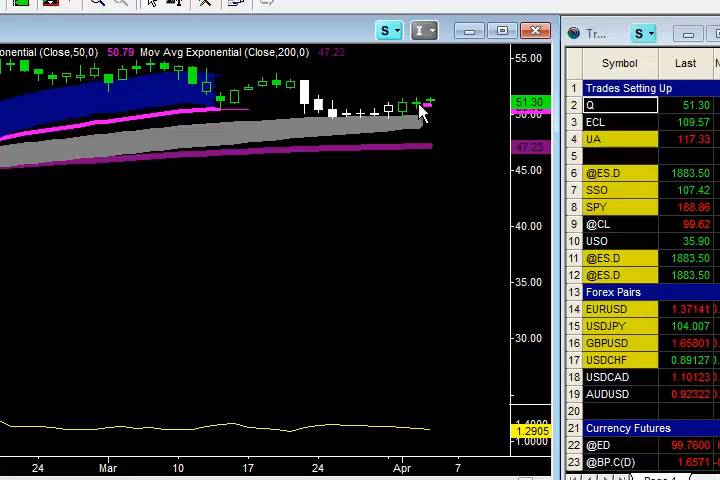 S I
Tr... S
onential (Close,50,0) 50.79 Mov Avg Exponential (Close,200,0) 47.23
Symbol Last N
55.00
51.30
50.00
47.23
45.00
40.00
35.00
30.00
1.2905
1.0000
24 Mar 10 17 24 Apr 7
1 Trades Setting Up
2 Q 51.30
3 ECL 109.57
4 UA 117.33
5
6 @ES.D 1883.50
7 SSO 107.42
8 SPY 188.86
9 @CL 99.62
10 USO 35.90
11 @ES.D 1883.50
12 @ES.D 1883.50
13 Forex Pairs
14 EURUSD 1.37141
15 USDJPY 104.007
16 GBPUSD 1.65801
17 USDCHF 0.89127
18 USDCAD 1.10123
19 AUDUSD 0.92322
20
21 Currency Futures
22 @ED 99.7600
23 @BP.C(D) 1.6571
Page 1